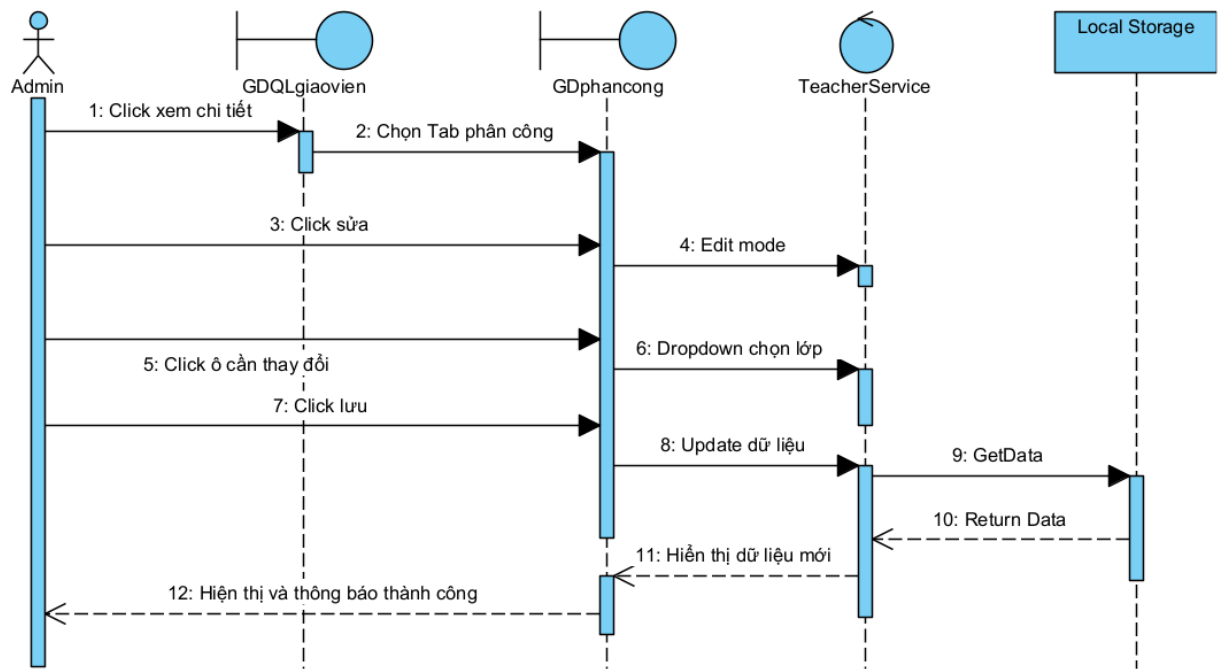 Admin
GDQLgiaovien
GDphancong
TeacherService
Local Storage
1: Click xem chi tiết
2: Chọn Tab phân công
3: Click sửa
4: Edit mode
5: Click ô cần thay đổi
6: Dropdown chọn lớp
7: Click lưu
8: Update dữ liệu
9: GetData
10: Return Data
11: Hiển thị dữ liệu mới
12: Hiện thị và thông báo thành công